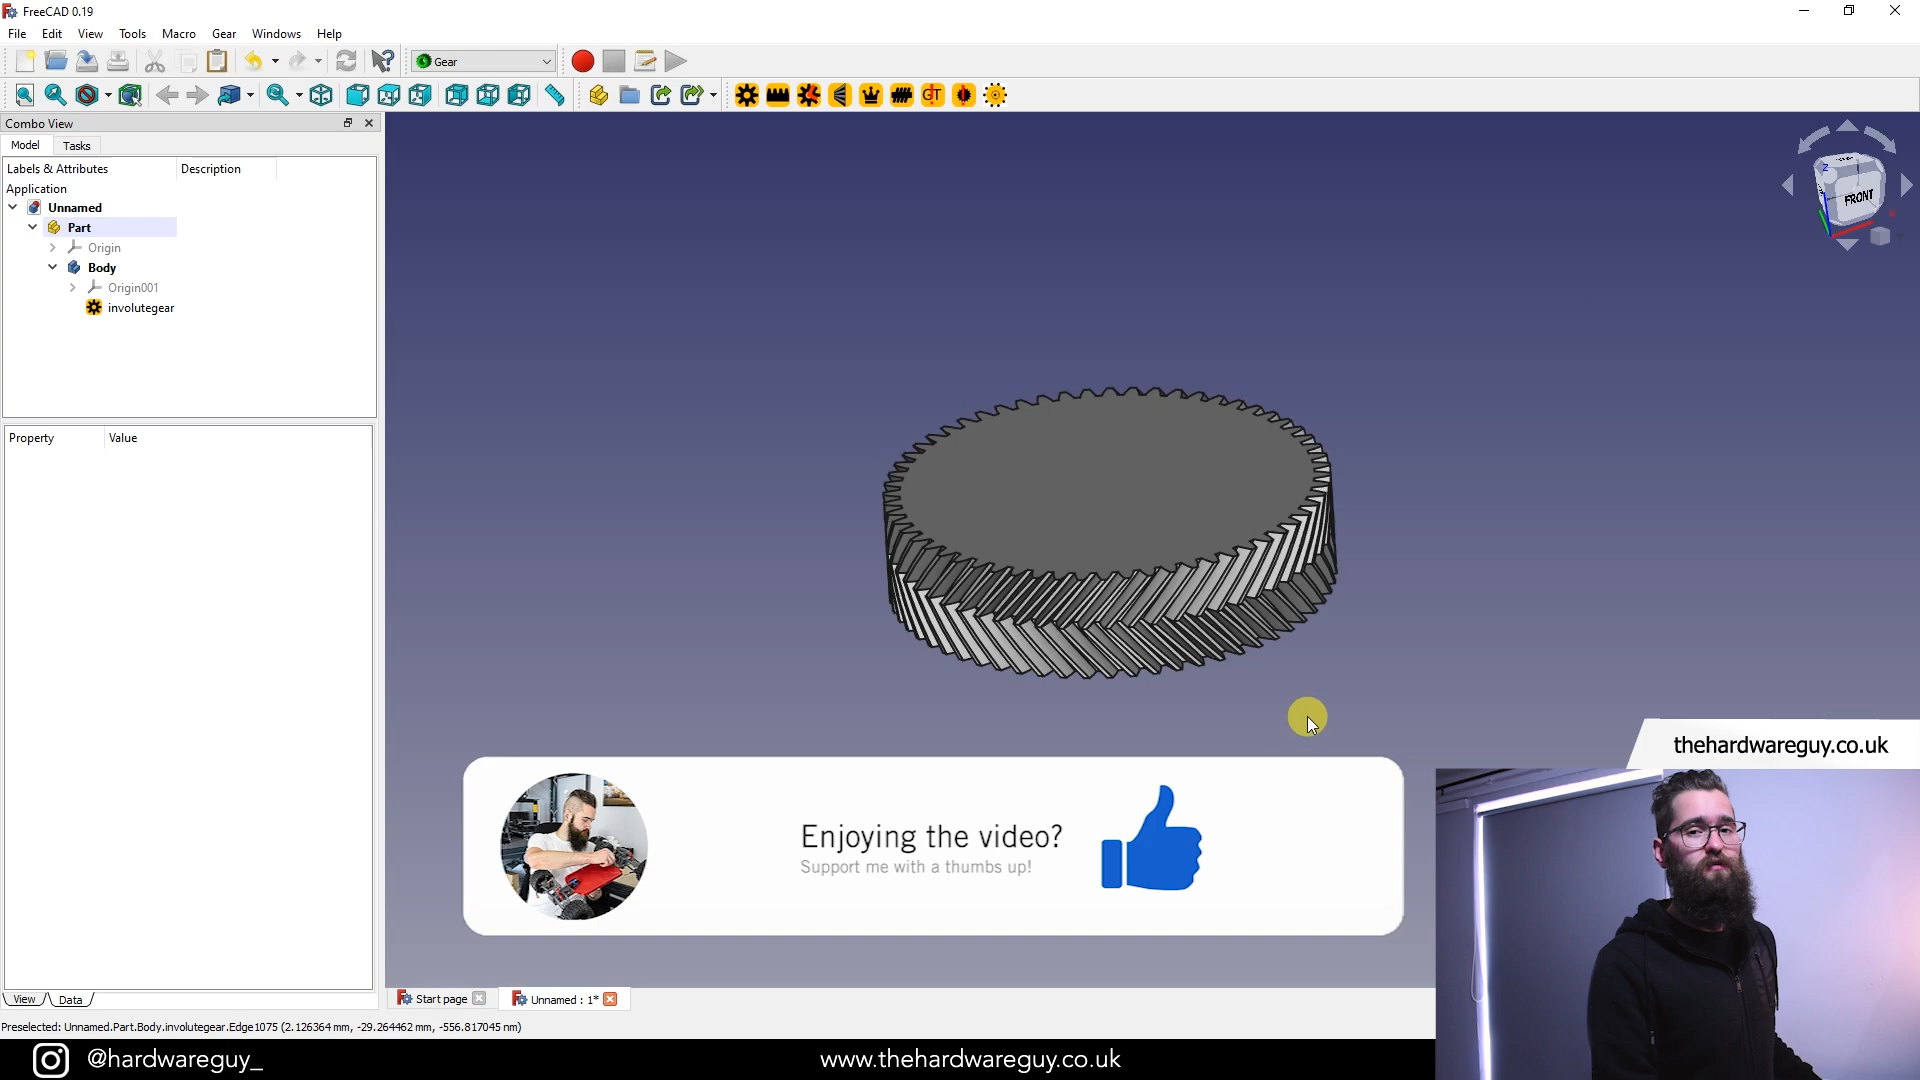 FreeCAD 0.19
File Edit View Tools Macro Gear Windows Help
Gear
GT
Combo View
Model Tasks
Labels & Attributes Description
Application
Unnamed
Part
Origin
Body
Origin001
involutegear
Property Value
View Data
FRONT
Z
Enjoying the video?
Support me with a thumbs up!
thehardwareguy.co.uk
Start page Unnamed : 1*
Preselected: Unnamed.Part.Body.involutegear.Edge1075 (2.126364 mm, -29.264462 mm, -556.817045 nm)
@hardwareguy_
www.thehardwareguy.co.uk